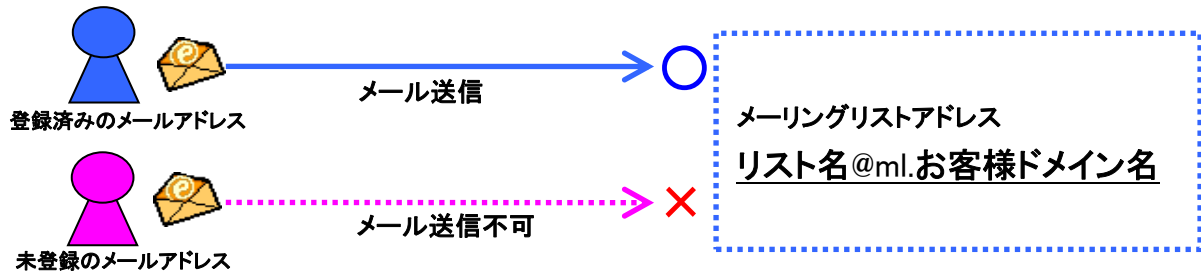 メール送信
登録済みのメールアドレス
メーリングリストアドレス
リスト名@ml.お客様ドメイン名
メール送信不可
未登録のメールアドレス